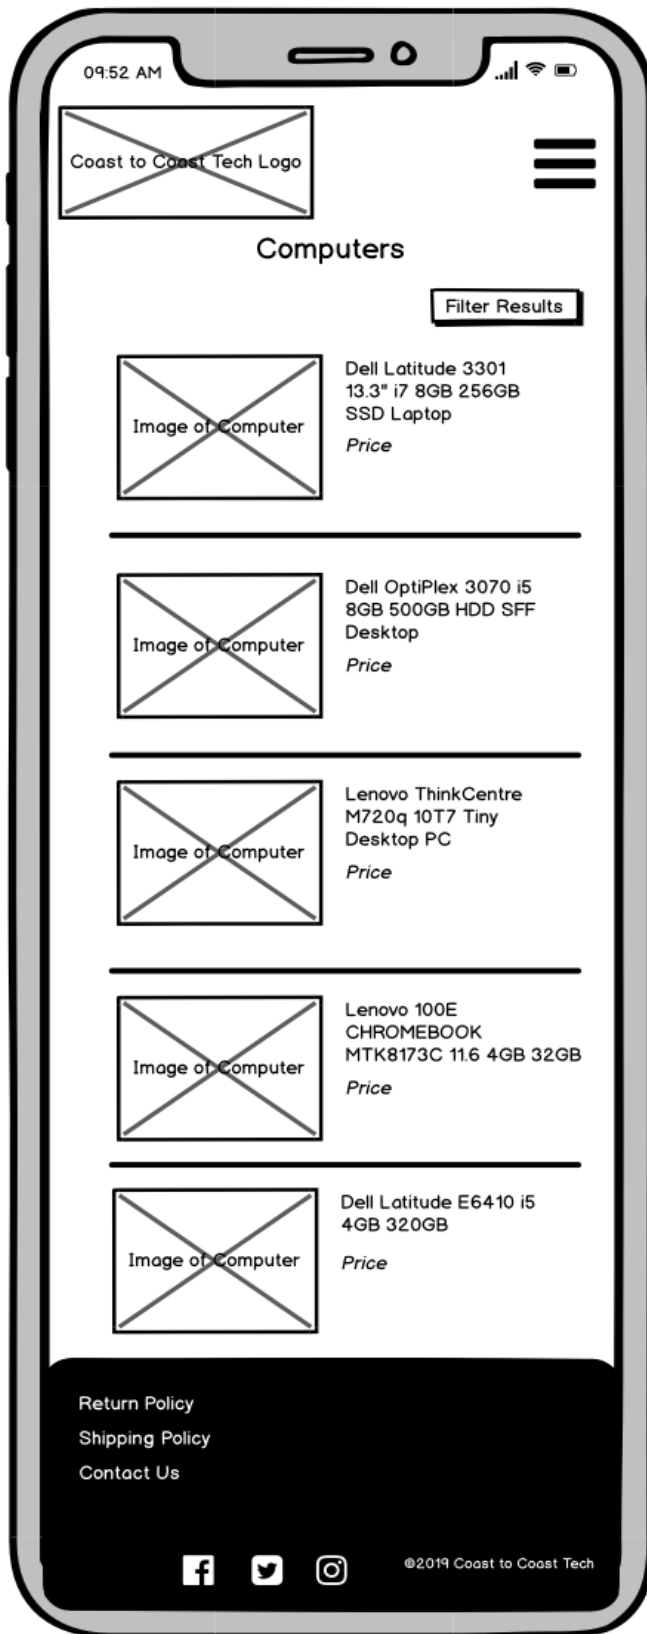 09:52 AM
Coast to Coast Tech Logo
Computers
Filter Results
Image of Computer
Dell Latitude 3301
13.3" i7 8GB 256GB
SSD Laptop
Price
Image of Computer
Dell OptiPlex 3070 i5
8GB 500GB HDD SFF
Desktop
Price
Image of Computer
Lenovo ThinkCentre
M720q 10T7 Tiny
Desktop PC
Price
Image of Computer
Lenovo 100E
CHROMEBOOK
MTK8173C 11.6 4GB 32GB
Price
Image of Computer
Dell Latitude E6410 i5
4GB 320GB
Price
Return Policy
Shipping Policy
Contact Us
©2019 Coast to Coast Tech